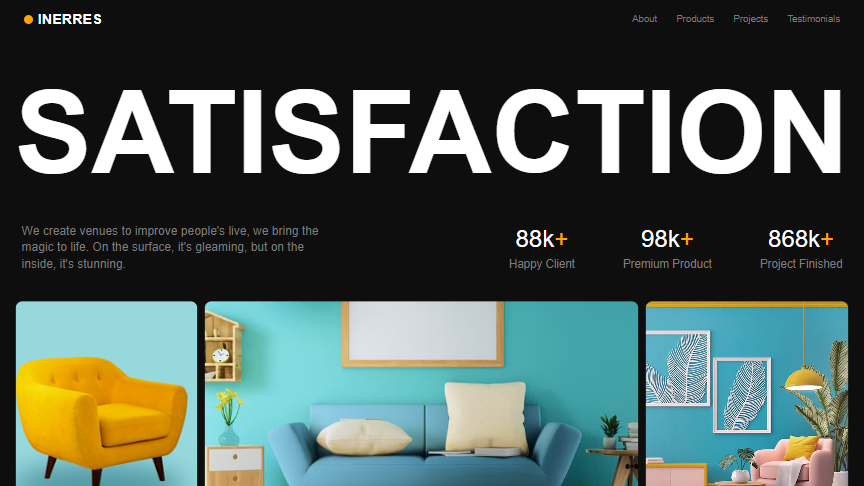 INERRES
About Products Projects Testimonials
SATISFACTION
We create venues to improve people's live, we bring the
magic to life. On the surface, it's gleaming, but on the
inside, it's stunning.
88k+ 98k+ 868k+
Happy Client Premium Product Project Finished